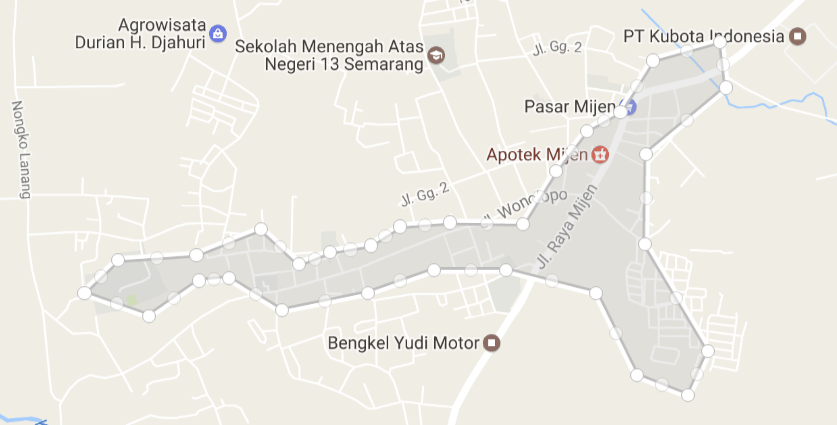 Agrowisata
Durian H. Djahuri
Sekolah Menengah Atas
Negeri 13 Semarang
Jl. Gg. 2
PT Kubota Indonesia
Pasar Mijen
Nongko Lanang
Apotek Mijen
Jl. Gg. 2
Jl. Wonolopo
Jl. Raya Mijen
Bengkel Yudi Motor